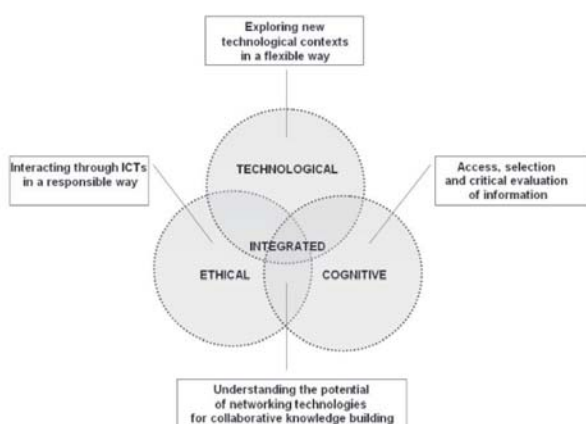 Exploring new
technological contexts
in a flexible way
Interacting through ICTs
in a responsible way
TECHNOLOGICAL
Access, selection
and critical evaluation
of information
INTEGRATED
ETHICAL
COGNITIVE
Understanding the potential
of networking technologies
for collaborative knowledge building